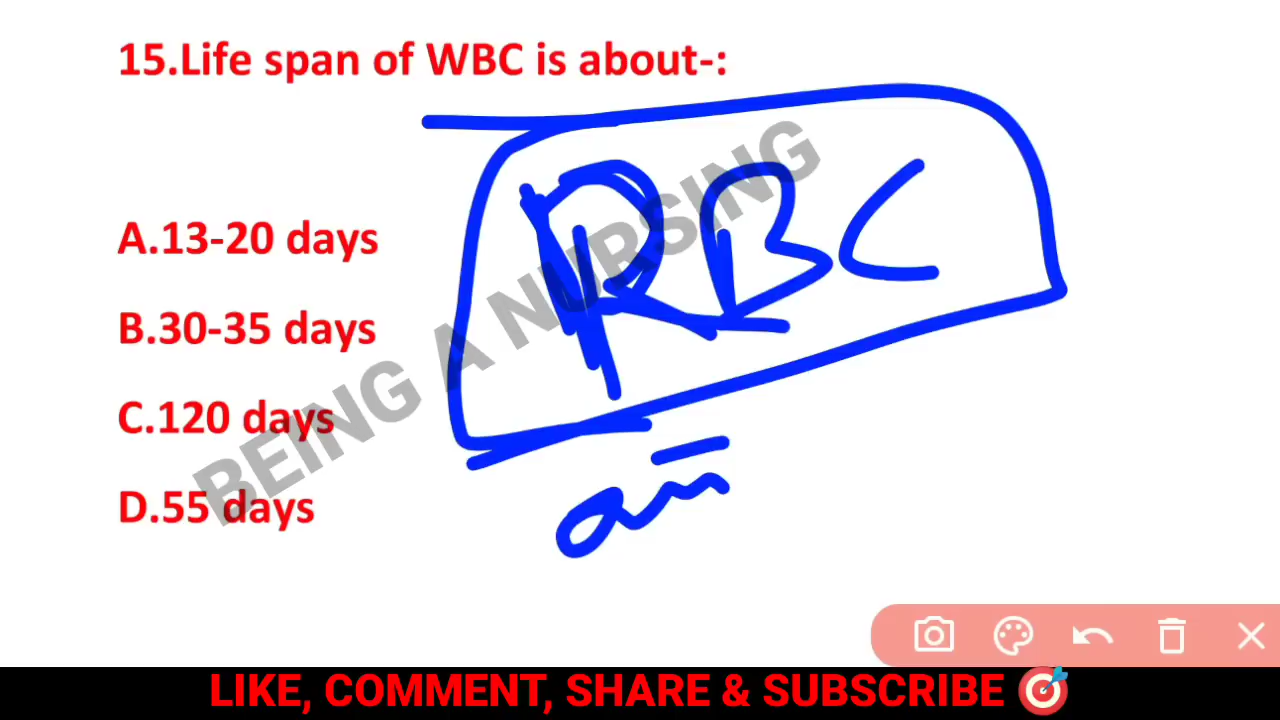 15.Life span of WBC is about-:
RBC
A.13-20 days
B.30-35 days
C.120 days
D.55 days
BEING A NURSING
LIKE, COMMENT, SHARE & SUBSCRIBE 🎯